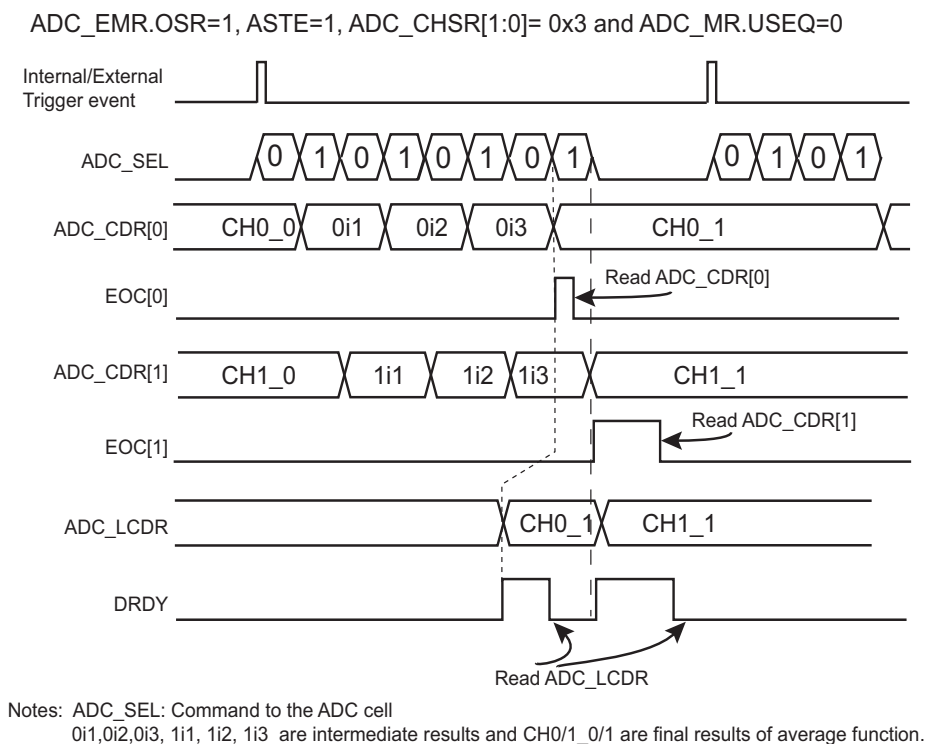 ADC_EMR.OSR=1, ASTE=1, ADC_CHSR[1:0]= 0x3 and ADC_MR.USEQ=0
Internal/External
Trigger event
ADC_SEL 0 1 0 1 0 1 0 1 0 1 0 1
ADC_CDR[0] CH0_0 0i1 0i2 0i3 CH0_1
EOC[0] Read ADC_CDR[0]
ADC_CDR[1] CH1_0 1i1 1i2 1i3 CH1_1
EOC[1] Read ADC_CDR[1]
ADC_LCDR CH0_1 CH1_1
DRDY
Read ADC_LCDR
Notes: ADC_SEL: Command to the ADC cell
0i1,0i2,0i3, 1i1, 1i2, 1i3 are intermediate results and CH0/1_0/1 are final results of average function.